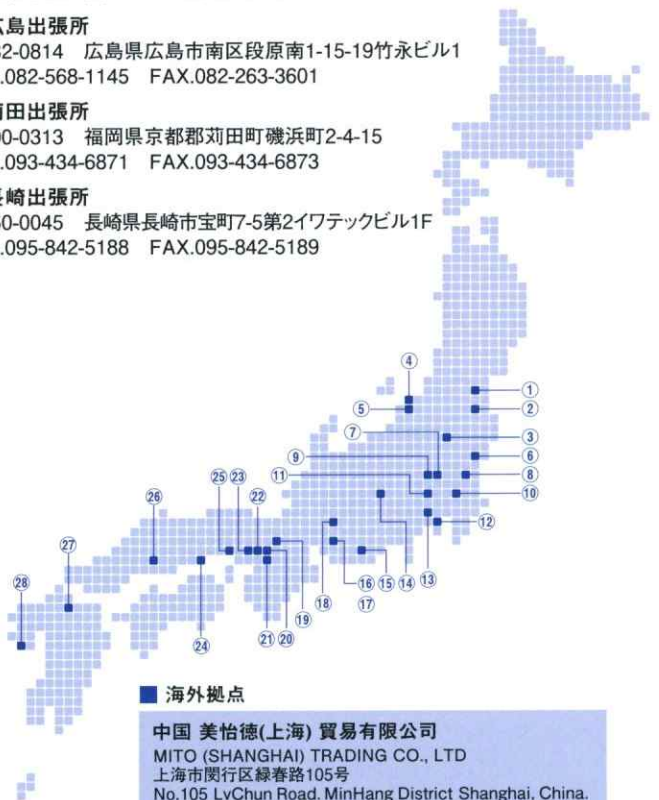 広島出張所
32-0814 広島県広島市南区段原南1-15-19竹永ビル1
.082-568-1145 FAX.082-263-3601
苅田出張所
00-0313 福岡県京都郡苅田町磯浜町2-4-15
.093-434-6871 FAX.093-434-6873
長崎出張所
50-0045 長崎県長崎市宝町7-5第2イワテックビル1F
.095-842-5188 FAX.095-842-5189
④
① 
⑤ ②
⑦ ③
⑨ ⑥
㉕ ㉓ ⑪ ⑧
㉖ ㉒ ⑩
㉗ ⑫
㉘ ⑱ ⑯ ⑮ ⑭ ⑬
⑲ ⑰
㉔ ㉑ ⑳
海外拠点
中国 美怡徳(上海) 貿易有限公司
MITO (SHANGHAI) TRADING CO., LTD
上海市閔行区緑春路105号
No.105 LvChun Road, MinHang District Shanghai, China.